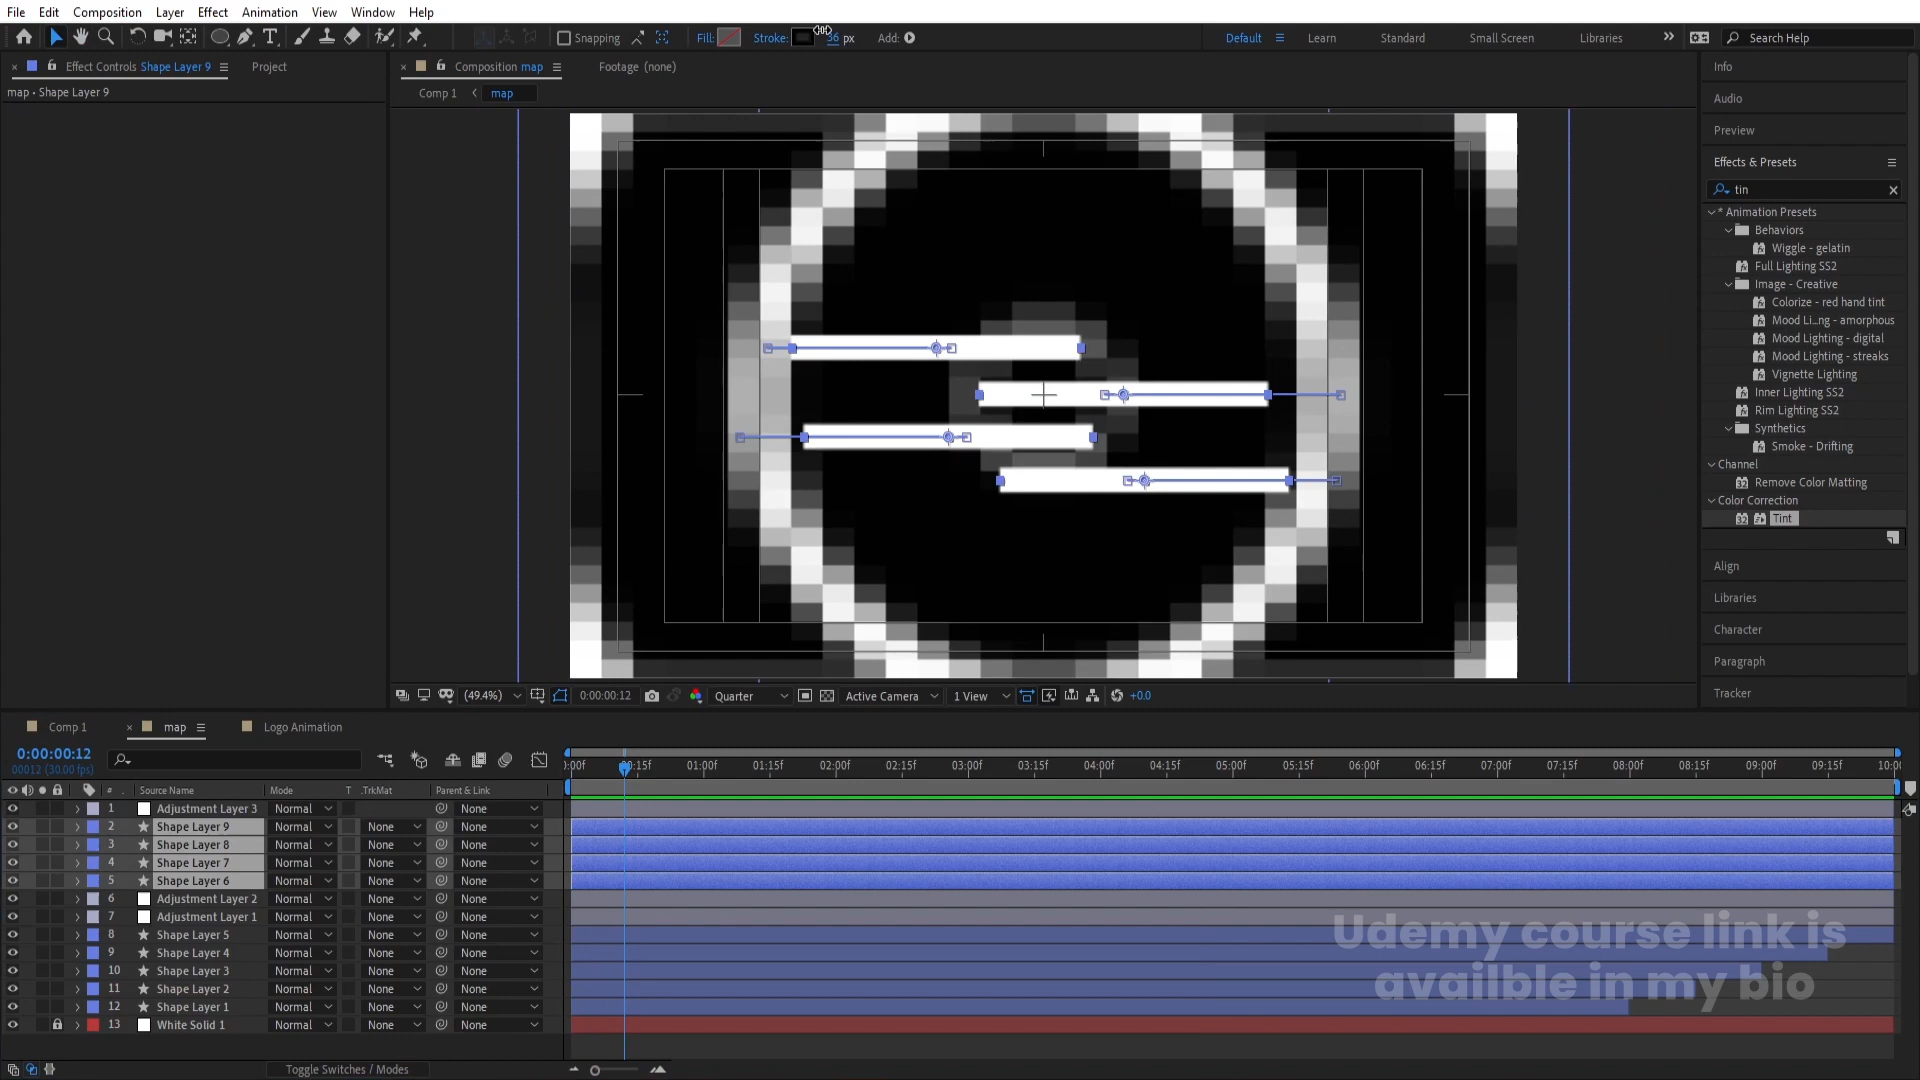 File Edit Composition Layer Effect Animation View Window Help
Snapping Fill: Stroke: 36 px Add: Default Learn Standard Small Screen Libraries Search Help
Effect Controls Shape Layer 9 Project Composition map Footage (none) Info
map • Shape Layer 9 Comp 1 map Audio
Preview
Effects & Presets
tin
* Animation Presets
Behaviors
Wiggle - gelatin
Full Lighting SS2
Image - Creative
Colorize - red hand tint
Mood Li...ng - amorphous
Mood Lighting - digital
Mood Lighting - streaks
Vignette Lighting
Inner Lighting SS2
Rim Lighting SS2
Synthetics
Smoke - Drifting
Channel
Remove Color Matting
Color Correction
32 Tint
Align
Libraries
Character
Paragraph
Tracker
(49.4%) 0:00:00:12 Quarter Active Camera 1 View +0.0
Comp 1 map Logo Animation
0:00:00:12
00012 (30.00 fps)
:00f 00:15f 01:00f 01:15f 02:00f 02:15f 03:00f 03:15f 04:00f 04:15f 05:00f 05:15f 06:00f 06:15f 07:00f 07:15f 08:00f 08:15f 09:00f 09:15f 10:00
# Source Name Mode T .TrkMat Parent & Link
1 Adjustment Layer 3 Normal None
2 Shape Layer 9 Normal None None
3 Shape Layer 8 Normal None None
4 Shape Layer 7 Normal None None
5 Shape Layer 6 Normal None None
6 Adjustment Layer 2 Normal None None
7 Adjustment Layer 1 Normal None None
8 Shape Layer 5 Normal None None
9 Shape Layer 4 Normal None None
10 Shape Layer 3 Normal None None
11 Shape Layer 2 Normal None None
12 Shape Layer 1 Normal None None
13 White Solid 1 Normal None None
Toggle Switches / Modes
Udemy course link is
availble in my bio